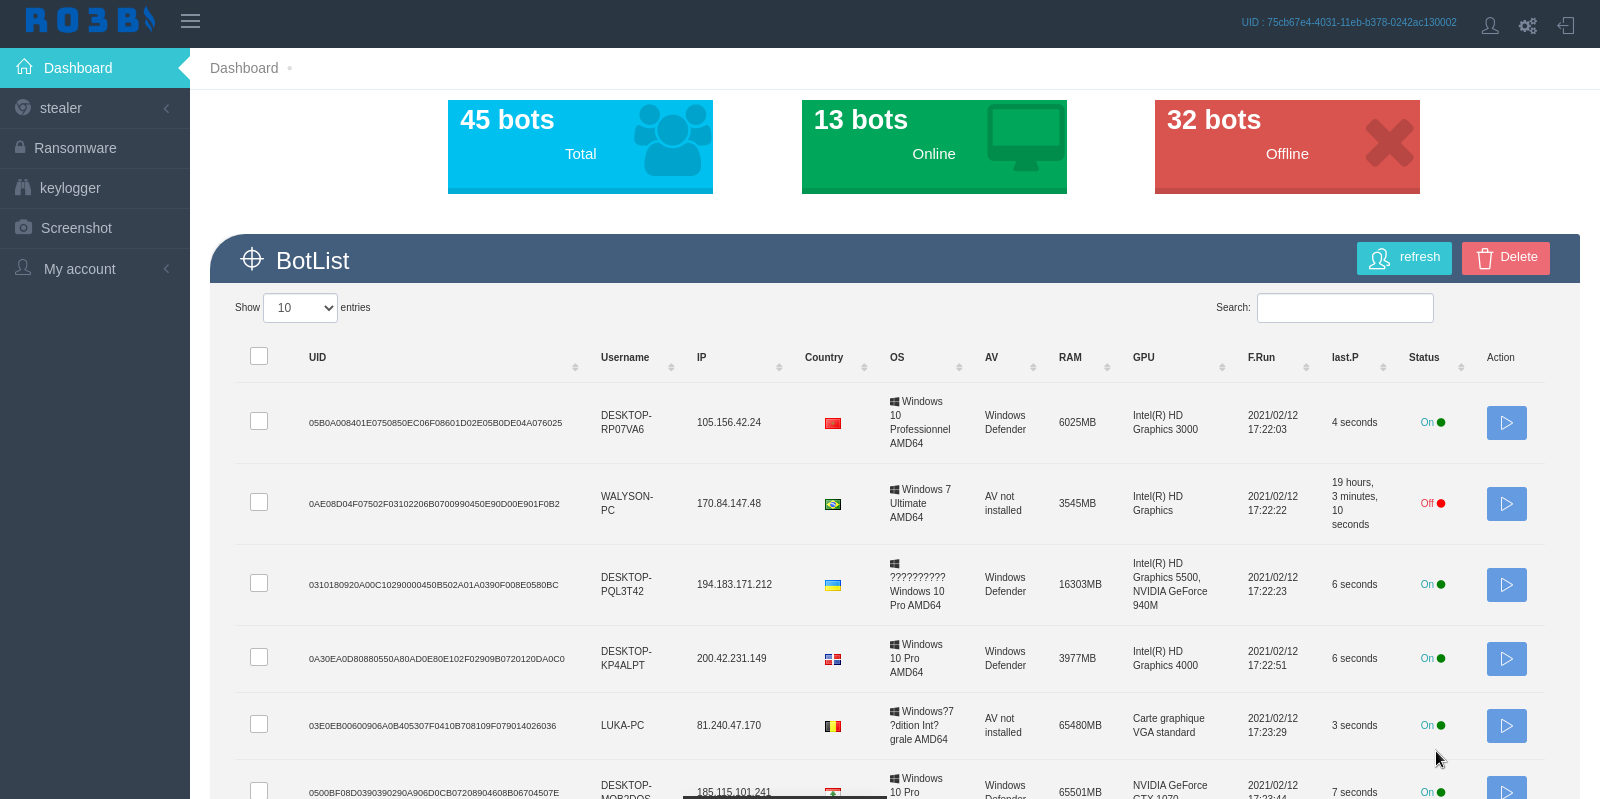 RO3B
UID : 75cb67e4-4031-11eb-b378-0242ac130002
Dashboard
stealer
Ransomware
keylogger
Screenshot
My account
Dashboard
45 bots
Total
13 bots
Online
32 bots
Offline
BotList
refresh
Delete
Show 10 entries
Search:
UID Username IP Country OS AV RAM GPU F.Run last.P Status Action
05B0A008401E0750850EC06F08601D02E05B0DE04A076025
DESKTOP-
RP07VA6
105.156.42.24
Windows
10
Professionnel
AMD64
Windows
Defender
6025MB
Intel(R) HD
Graphics 3000
2021/02/12
17:22:03
4 seconds
On
0AE08D04F07502F03102206B0700990450E90D00E901F0B2
WALYSON-
PC
170.84.147.48
Windows 7
Ultimate
AMD64
AV not
installed
3545MB
Intel(R) HD
Graphics
2021/02/12
17:22:22
19 hours,
3 minutes,
10
seconds
Off
0310180920A00C10290000450B502A01A0390F008E0580BC
DESKTOP-
PQL3T42
194.183.171.212
??????????
Windows 10
Pro AMD64
Windows
Defender
16303MB
Intel(R) HD
Graphics 5500,
NVIDIA GeForce
940M
2021/02/12
17:22:23
6 seconds
On
0A30EA0D80880550A80AD0E80E102F02909B0720120DA0C0
DESKTOP-
KP4ALPT
200.42.231.149
Windows
10 Pro
AMD64
Windows
Defender
3977MB
Intel(R) HD
Graphics 4000
2021/02/12
17:22:51
6 seconds
On
03E0EB00600906A0B405307F0410B708109F079014026036
LUKA-PC
81.240.47.170
Windows?7
?dition Int?
grale AMD64
AV not
installed
65480MB
Carte graphique
VGA standard
2021/02/12
17:23:29
3 seconds
On
0500BF08D0390390290A906D0CB07208904608B06704507E
DESKTOP-
185.115.101.241
Windows
10 Pro
Windows
Defender
65501MB
NVIDIA GeForce
GTX 1070
2021/02/12
17:23:44
7 seconds
On